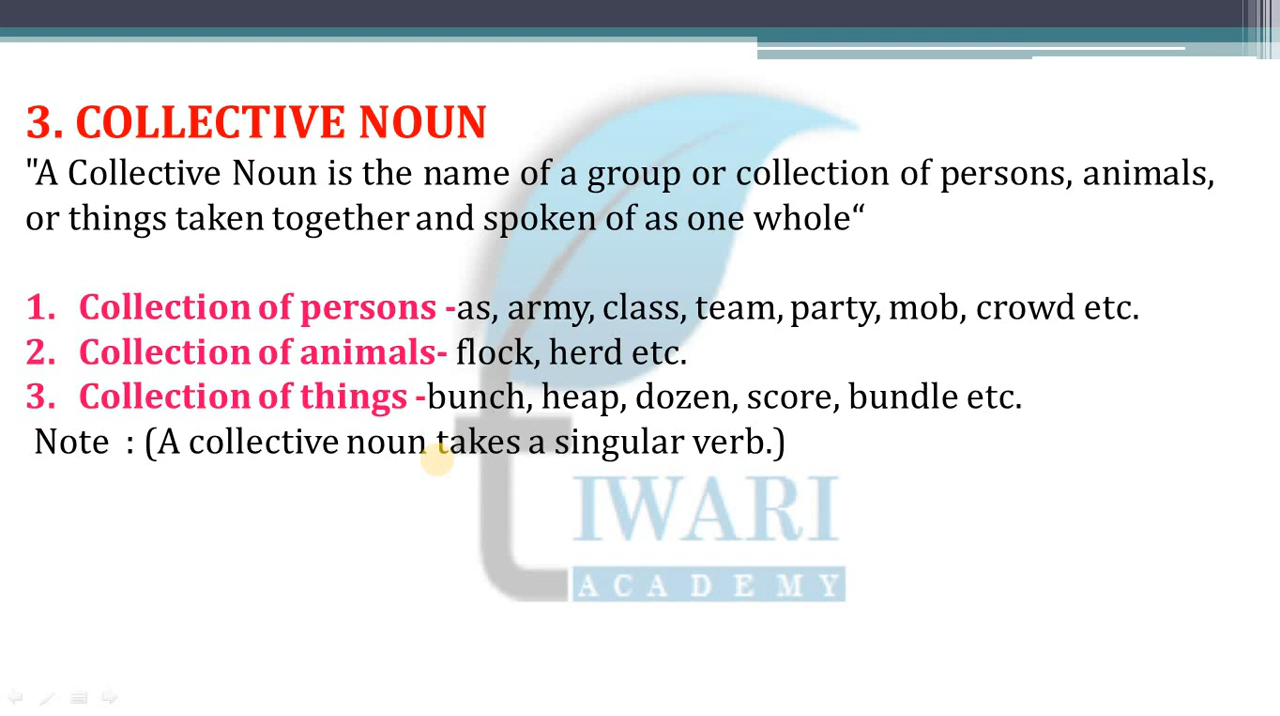 3. COLLECTIVE NOUN
"A Collective Noun is the name of a group or collection of persons, animals,
or things taken together and spoken of as one whole“
1. Collection of persons -as, army, class, team, party, mob, crowd etc.
2. Collection of animals- flock, herd etc.
3. Collection of things -bunch, heap, dozen, score, bundle etc.
Note : (A collective noun takes a singular verb.)
tIWARI
ACADEMY